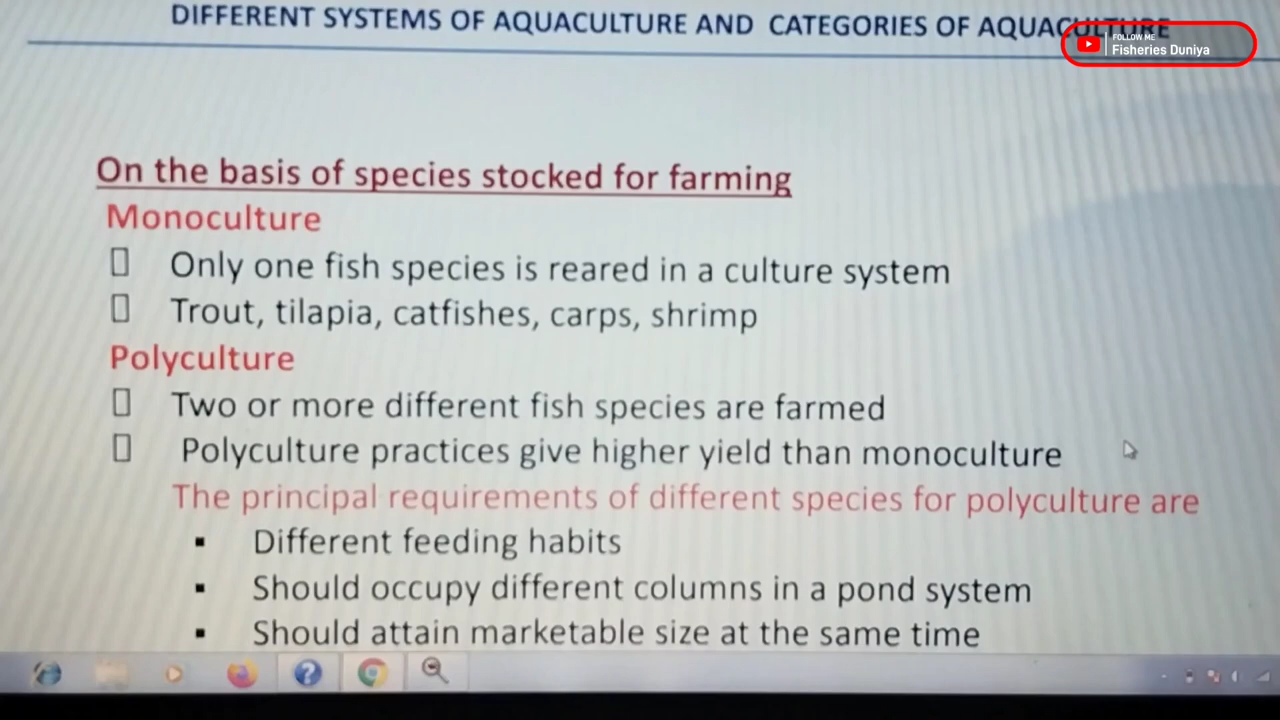 DIFFERENT SYSTEMS OF AQUACULTURE AND CATEGORIES OF AQUACULTURE
FOLLOW ME
Fisheries Duniya
On the basis of species stocked for farming
Monoculture
Only one fish species is reared in a culture system
Trout, tilapia, catfishes, carps, shrimp
Polyculture
Two or more different fish species are farmed
Polyculture practices give higher yield than monoculture
The principal requirements of different species for polyculture are
Different feeding habits
Should occupy different columns in a pond system
Should attain marketable size at the same time